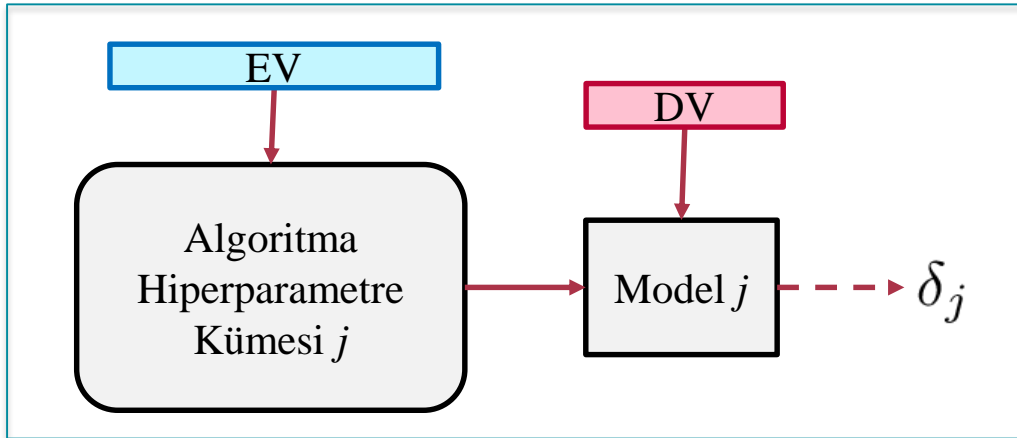 EV
DV
Algoritma
Hiperparametre
Kümesi j
Model j
δj